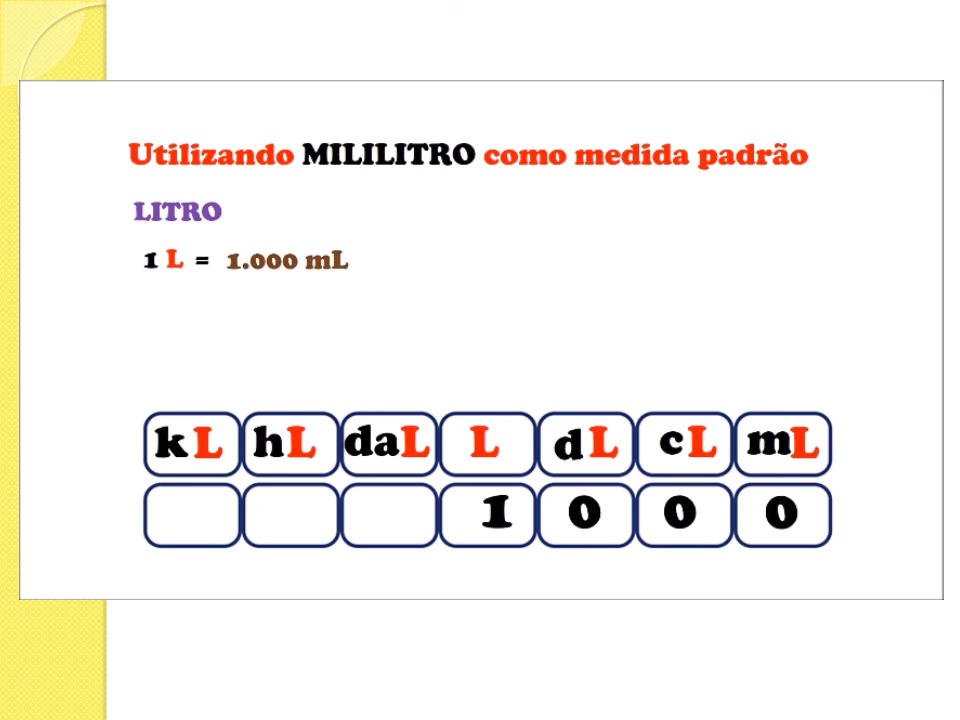 Utilizando MILILITRO como medida padrão
LITRO
1 L = 1.000 mL
kL hL daL L dL cL mL
1 0 0 0